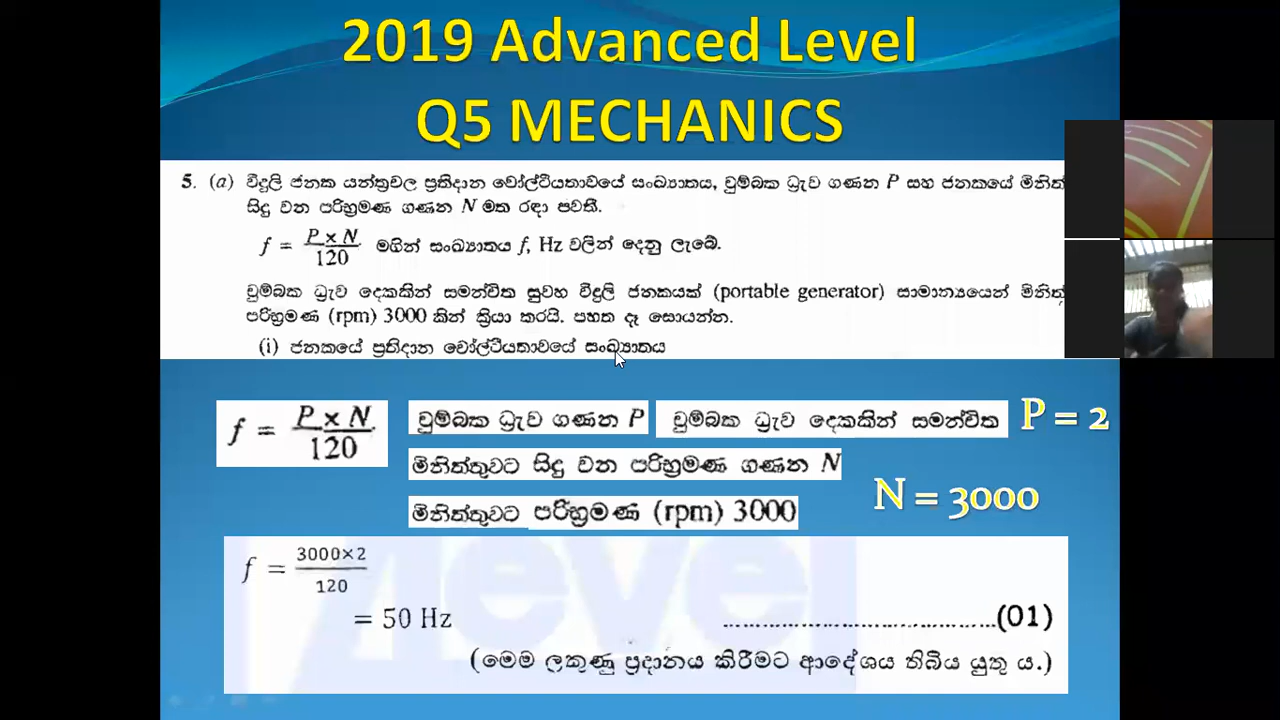 2019 Advanced Level
Q5 MECHANICS
5. (a) විදුලි ජනක යන්ත්‍රවල ප්‍රතිදාන වෝල්ටීයතාවයේ සංඛ්‍යාතය, චුම්බක ධ්‍රැව ගණන P සහ ජනකයේ මිනිත්
සිදු වන පරිභ්‍රමණ ගණන N මත රඳා පවතී.
f = P × N / 120 මගින් සංඛ්‍යාතය f, Hz වලින් දෙනු ලැබේ.
චුම්බක ධ්‍රැව දෙකකින් සමන්විත සුවහ විදුලි ජනකයක් (portable generator) සාමාන්‍යයෙන් මිනිත්
පරිභ්‍රමණ (rpm) 3000 කින් ක්‍රියා කරයි. පහත දෑ සොයන්න.
(i) ජනකයේ ප්‍රතිදාන වෝල්ටීයතාවයේ සංඛ්‍යාතය
f = P × N / 120
චුම්බක ධ්‍රැව ගණන P චුම්බක ධ්‍රැව දෙකකින් සමන්විත P = 2
මිනිත්තුවට සිදු වන පරිභ්‍රමණ ගණන N
N = 3000
මිනිත්තුවට පරිභ්‍රමණ (rpm) 3000
f = 3000×2 / 120
= 50 Hz ........................................(01)
(මෙම ලකුණු ප්‍රදානය කිරීමට ආදේශය තිබිය යුතු ය.)